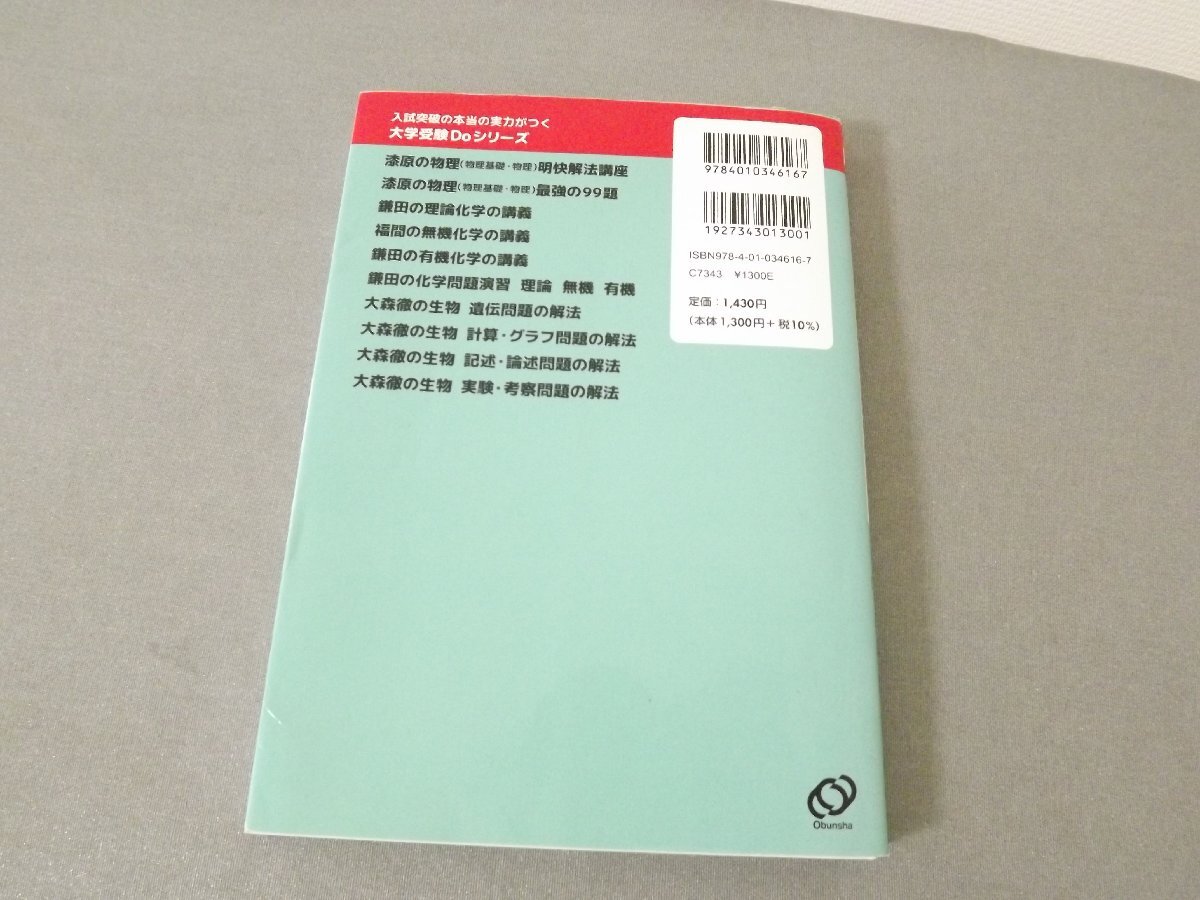 入試突破の本当の実力がつく
大学受験Doシリーズ
漆原の物理(物理基礎・物理)明快解法講座
漆原の物理(物理基礎・物理)最強の99題
鎌田の理論化学の講義
福間の無機化学の講義
鎌田の有機化学の講義
鎌田の化学問題演習 理論 無機 有機
大森徹の生物 遺伝問題の解法
大森徹の生物 計算・グラフ問題の解法
大森徹の生物 記述・論述問題の解法
大森徹の生物 実験・考察問題の解法
9784010346167
1927343013001
ISBN978-4-01-034616-7
C7343 ¥1300E
定価:1,430円
(本体1,300円+税10%)
Obunsha